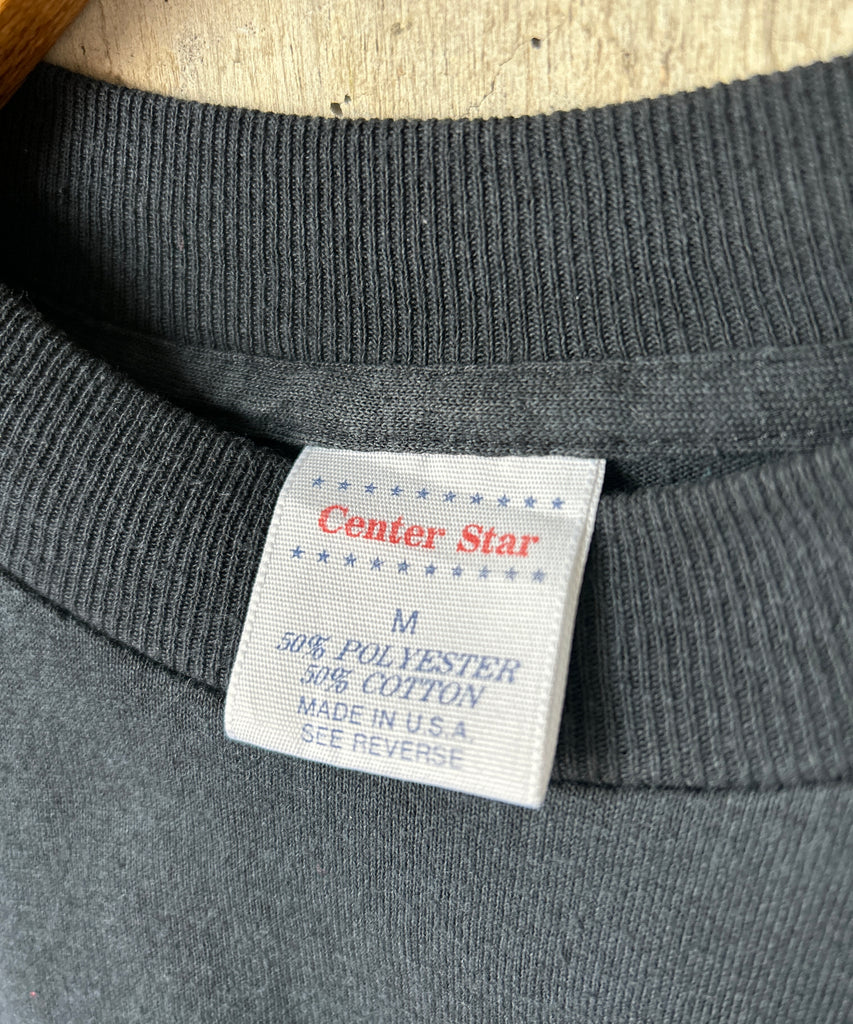 Center Star
M
50% POLYESTER
50% COTTON
MADE IN U.S.A.
SEE REVERSE